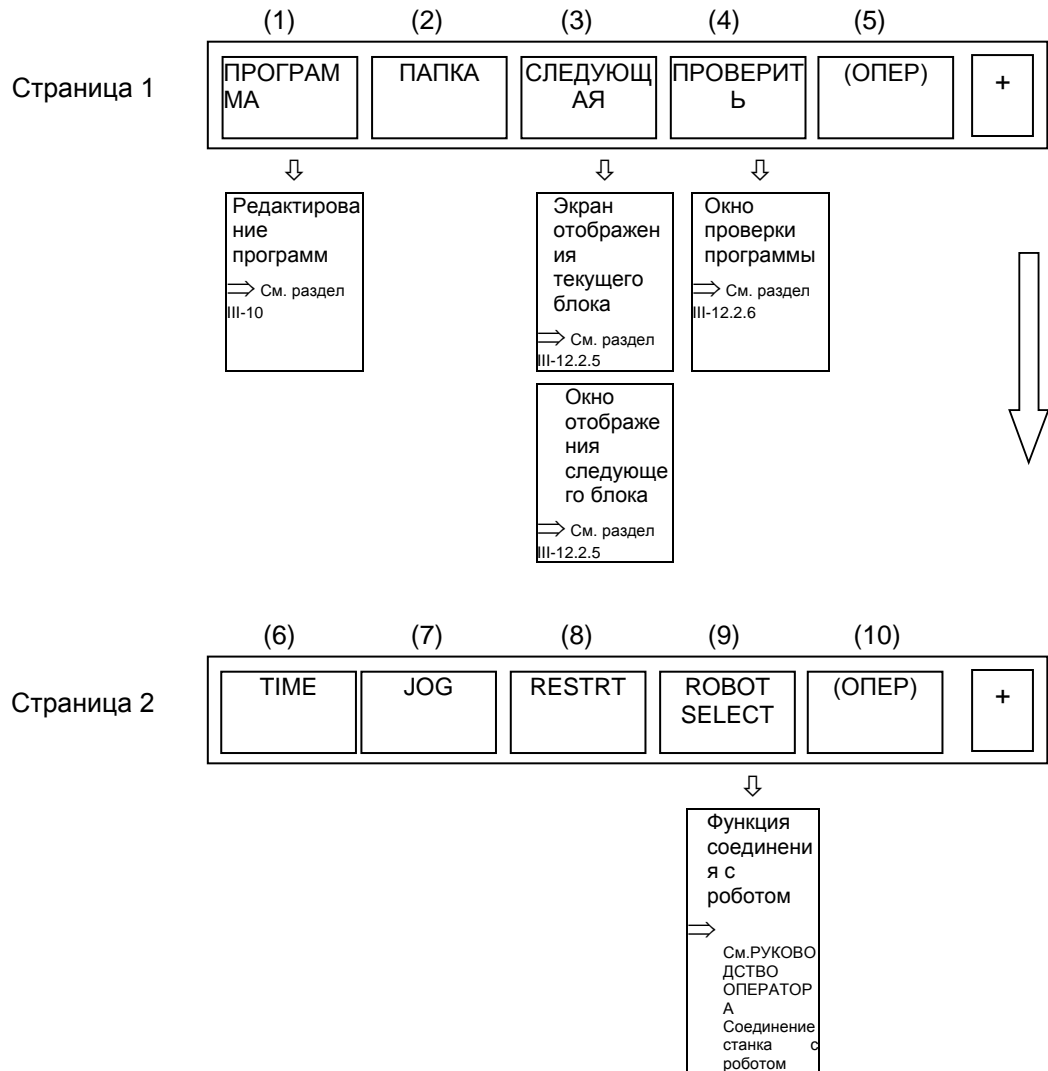 (1) (2) (3) (4) (5)
Страница 1
ПРОГРАМ
МА
ПАПКА
СЛЕДУЮЩ
АЯ
ПРОВЕРИТ
Ь
(ОПЕР)
+
Редактирова
ние
программ
См. раздел
III-10
Экран
отображен
ия
текущего
блока
См. раздел
III-12.2.5
Окно
отображе
ния
следующе
го блока
См. раздел
III-12.2.5
Окно
проверки
программы
См. раздел
III-12.2.6
(6) (7) (8) (9) (10)
Страница 2
TIME
JOG
RESTRT
ROBOT
SELECT
(ОПЕР)
+
Функция
соединени
я с
роботом
См.РУКОВО
ДСТВО
ОПЕРАТОР
А
Соединение
станка с
роботом